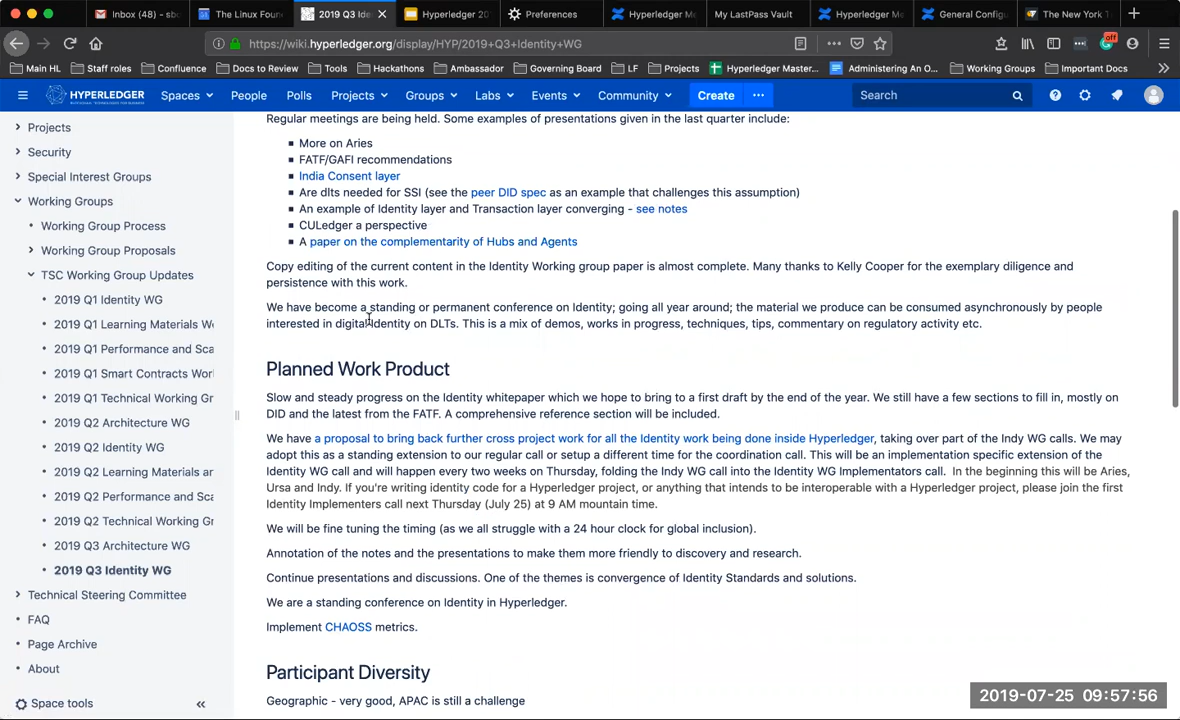 Inbox (48) - sb
The Linux Foun
2019 Q3 Ide
Hyperledger 20
Preferences
Hyperledger M
My LastPass Vault
Hyperledger M
General Config
The New York T
https://wiki.hyperledger.org/display/HYP/2019+Q3+Identity+WG
off
Main HL
Staff roles
Confluence
Docs to Review
Tools
Hackathons
Ambassador
Governing Board
LF
Projects
Hyperledger Master...
Administering An O...
Working Groups
Important Docs
HYPERLEDGER
Spaces
People
Polls
Projects
Groups
Labs
Events
Community
Create
Search
Projects
Security
Special Interest Groups
Working Groups
Working Group Process
Working Group Proposals
TSC Working Group Updates
2019 Q1 Identity WG
2019 Q1 Learning Materials W
2019 Q1 Performance and Sca
2019 Q1 Smart Contracts Wor
2019 Q1 Technical Working Gr
2019 Q2 Architecture WG
2019 Q2 Identity WG
2019 Q2 Learning Materials ar
2019 Q2 Performance and Sca
2019 Q2 Technical Working Gr
2019 Q3 Architecture WG
2019 Q3 Identity WG
Technical Steering Committee
FAQ
Page Archive
About
Space tools
Regular meetings are being held. Some examples of presentations given in the last quarter include:
More on Aries
FATF/GAFI recommendations
India Consent layer
Are dlts needed for SSI (see the peer DID spec as an example that challenges this assumption)
An example of Identity layer and Transaction layer converging - see notes
CULedger a perspective
A paper on the complementarity of Hubs and Agents
Copy editing of the current content in the Identity Working group paper is almost complete. Many thanks to Kelly Cooper for the exemplary diligence and
persistence with this work.
We have become a standing or permanent conference on Identity; going all year around; the material we produce can be consumed asynchronously by people
interested in digital identity on DLTs. This is a mix of demos, works in progress, techniques, tips, commentary on regulatory activity etc.
Planned Work Product
Slow and steady progress on the Identity whitepaper which we hope to bring to a first draft by the end of the year. We still have a few sections to fill in, mostly on
DID and the latest from the FATF. A comprehensive reference section will be included.
We have a proposal to bring back further cross project work for all the Identity work being done inside Hyperledger, taking over part of the Indy WG calls. We may
adopt this as a standing extension to our regular call or setup a different time for the coordination call. This will be an implementation specific extension of the
Identity WG call and will happen every two weeks on Thursday, folding the Indy WG call into the Identity WG Implementators call. In the beginning this will be Aries,
Ursa and Indy. If you're writing identity code for a Hyperledger project, or anything that intends to be interoperable with a Hyperledger project, please join the first
Identity Implementers call next Thursday (July 25) at 9 AM mountain time.
We will be fine tuning the timing (as we all struggle with a 24 hour clock for global inclusion).
Annotation of the notes and the presentations to make them more friendly to discovery and research.
Continue presentations and discussions. One of the themes is convergence of Identity Standards and solutions.
We are a standing conference on Identity in Hyperledger.
Implement CHAOSS metrics.
Participant Diversity
Geographic - very good, APAC is still a challenge
2019-07-25 09:57:56